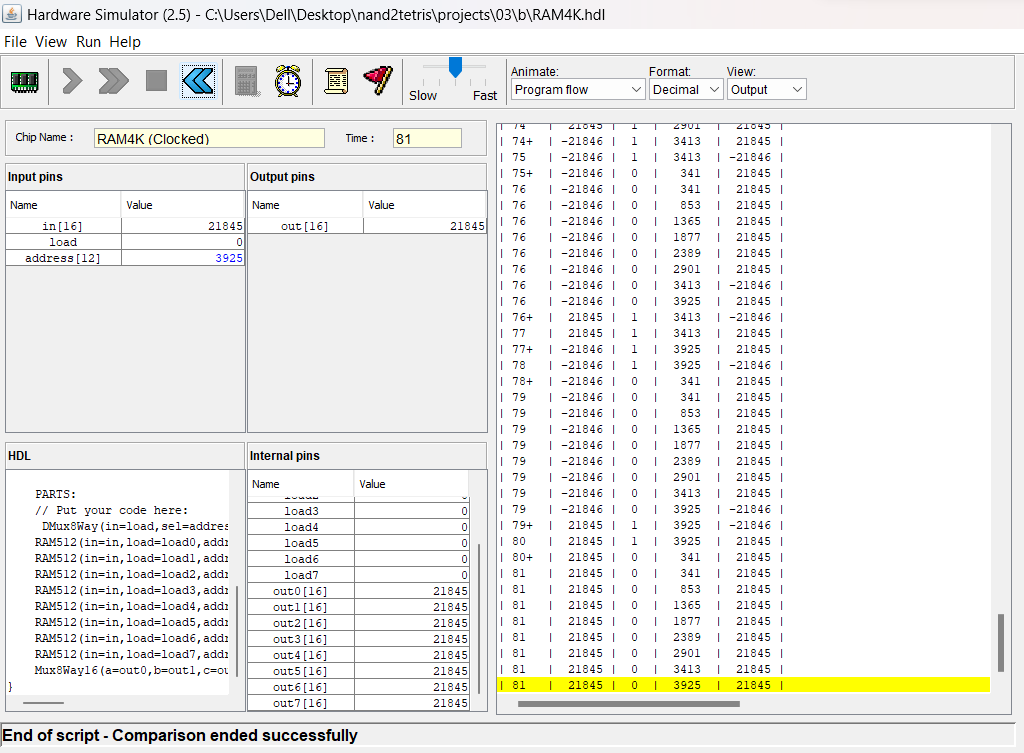 Hardware Simulator (2.5) - C:\Users\Dell\Desktop\nand2tetris\projects\03\b\RAM4K.hdl
File View Run Help
Slow Fast
Animate: Format: View:
Program flow Decimal Output
Chip Name : RAM4K (Clocked) Time : 81
Input pins
Name Value
in[16] 21845
load 0
address[12] 3925
Output pins
Name Value
out[16] 21845
HDL
PARTS:
// Put your code here:
DMux8Way(in=load,sel=addres
RAM512(in=in,load=load0,addr
RAM512(in=in,load=load1,addr
RAM512(in=in,load=load2,addr
RAM512(in=in,load=load3,addr
RAM512(in=in,load=load4,addr
RAM512(in=in,load=load5,addr
RAM512(in=in,load=load6,addr
RAM512(in=in,load=load7,addr
Mux8Way16(a=out0,b=out1,c=ou
}
Internal pins
Name Value
load3 0
load4 0
load5 0
load6 0
load7 0
out0[16] 21845
out1[16] 21845
out2[16] 21845
out3[16] 21845
out4[16] 21845
out5[16] 21845
out6[16] 21845
out7[16] 21845
| 74 | 21845 | 1 | 2901 | 21845 |
| 74+ | -21846 | 1 | 3413 | 21845 |
| 75 | -21846 | 1 | 3413 | -21846 |
| 75+ | -21846 | 0 | 341 | 21845 |
| 76 | -21846 | 0 | 341 | 21845 |
| 76 | -21846 | 0 | 853 | 21845 |
| 76 | -21846 | 0 | 1365 | 21845 |
| 76 | -21846 | 0 | 1877 | 21845 |
| 76 | -21846 | 0 | 2389 | 21845 |
| 76 | -21846 | 0 | 2901 | 21845 |
| 76 | -21846 | 0 | 3413 | -21846 |
| 76 | -21846 | 0 | 3925 | 21845 |
| 76+ | 21845 | 1 | 3413 | -21846 |
| 77 | 21845 | 1 | 3413 | 21845 |
| 77+ | -21846 | 1 | 3925 | 21845 |
| 78 | -21846 | 1 | 3925 | -21846 |
| 78+ | -21846 | 0 | 341 | 21845 |
| 79 | -21846 | 0 | 341 | 21845 |
| 79 | -21846 | 0 | 853 | 21845 |
| 79 | -21846 | 0 | 1365 | 21845 |
| 79 | -21846 | 0 | 1877 | 21845 |
| 79 | -21846 | 0 | 2389 | 21845 |
| 79 | -21846 | 0 | 2901 | 21845 |
| 79 | -21846 | 0 | 3413 | 21845 |
| 79 | -21846 | 0 | 3925 | -21846 |
| 79+ | 21845 | 1 | 3925 | -21846 |
| 80 | 21845 | 1 | 3925 | 21845 |
| 80+ | 21845 | 0 | 341 | 21845 |
| 81 | 21845 | 0 | 341 | 21845 |
| 81 | 21845 | 0 | 853 | 21845 |
| 81 | 21845 | 0 | 1365 | 21845 |
| 81 | 21845 | 0 | 1877 | 21845 |
| 81 | 21845 | 0 | 2389 | 21845 |
| 81 | 21845 | 0 | 2901 | 21845 |
| 81 | 21845 | 0 | 3413 | 21845 |
| 81 | 21845 | 0 | 3925 | 21845 |
End of script - Comparison ended successfully